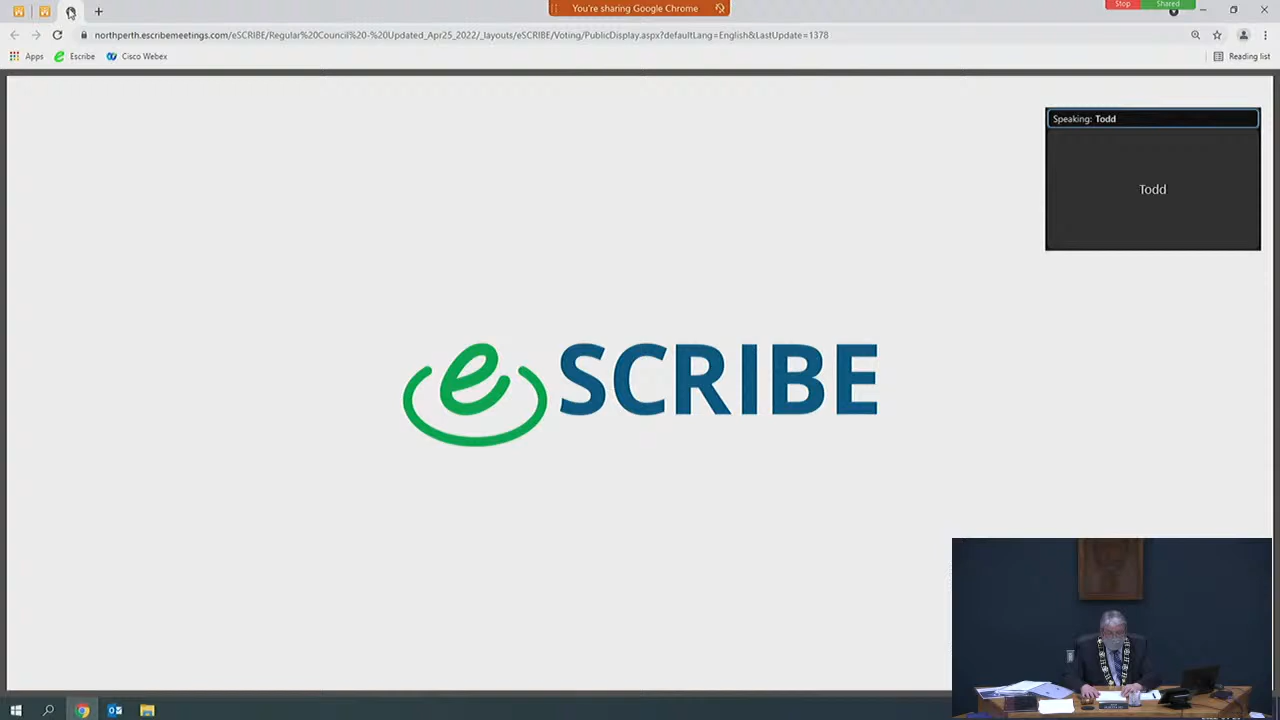 You're sharing Google Chrome
Stop
Shared
northperth.escribemeetings.com/eSCRIBE/Regular%20Council%20-%20Updated_Apr25_2022/_layouts/eSCRIBE/Voting/PublicDisplay.aspx?defaultLang=English&LastUpdate=1378
Apps
Escribe
Cisco Webex
Reading list
Speaking: Todd
Todd
eSCRIBE